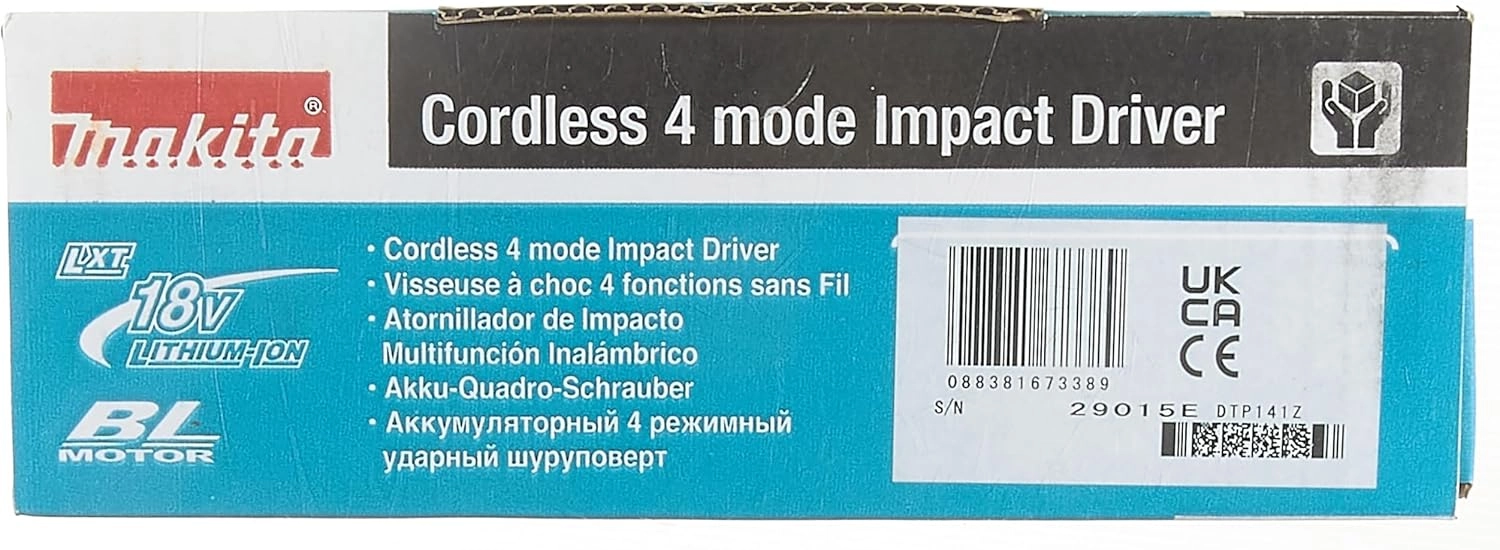 makita®
Cordless 4 mode Impact Driver
LXT
18V
LITHIUM-ION
BL
MOTOR
· Cordless 4 mode Impact Driver
· Visseuse à choc 4 fonctions sans Fil
· Atornillador de Impacto
Multifunción Inalámbrico
· Akku-Quadro-Schrauber
· Аккумуляторный 4 режимный
ударный шуруповерт
088381673389
UK
CA
CE
S/N 29015E DTP141Z